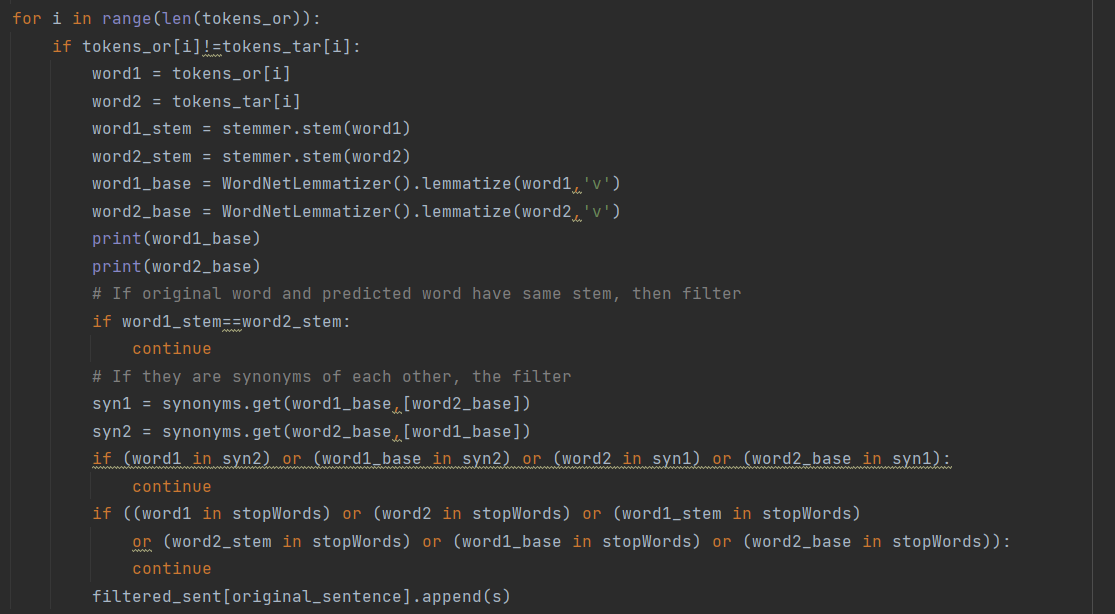 for i in range(len(tokens_or)):
    if tokens_or[i]!=tokens_tar[i]:
        word1 = tokens_or[i]
        word2 = tokens_tar[i]
        word1_stem = stemmer.stem(word1)
        word2_stem = stemmer.stem(word2)
        word1_base = WordNetLemmatizer().lemmatize(word1,'v')
        word2_base = WordNetLemmatizer().lemmatize(word2,'v')
        print(word1_base)
        print(word2_base)
        # If original word and predicted word have same stem, then filter
        if word1_stem==word2_stem:
            continue
        # If they are synonyms of each other, the filter
        syn1 = synonyms.get(word1_base,[word2_base])
        syn2 = synonyms.get(word2_base,[word1_base])
        if (word1 in syn2) or (word1_base in syn2) or (word2 in syn1) or (word2_base in syn1):
            continue
        if ((word1 in stopWords) or (word2 in stopWords) or (word1_stem in stopWords)
            or (word2_stem in stopWords) or (word1_base in stopWords) or (word2_base in stopWords)):
            continue
        filtered_sent[original_sentence].append(s)